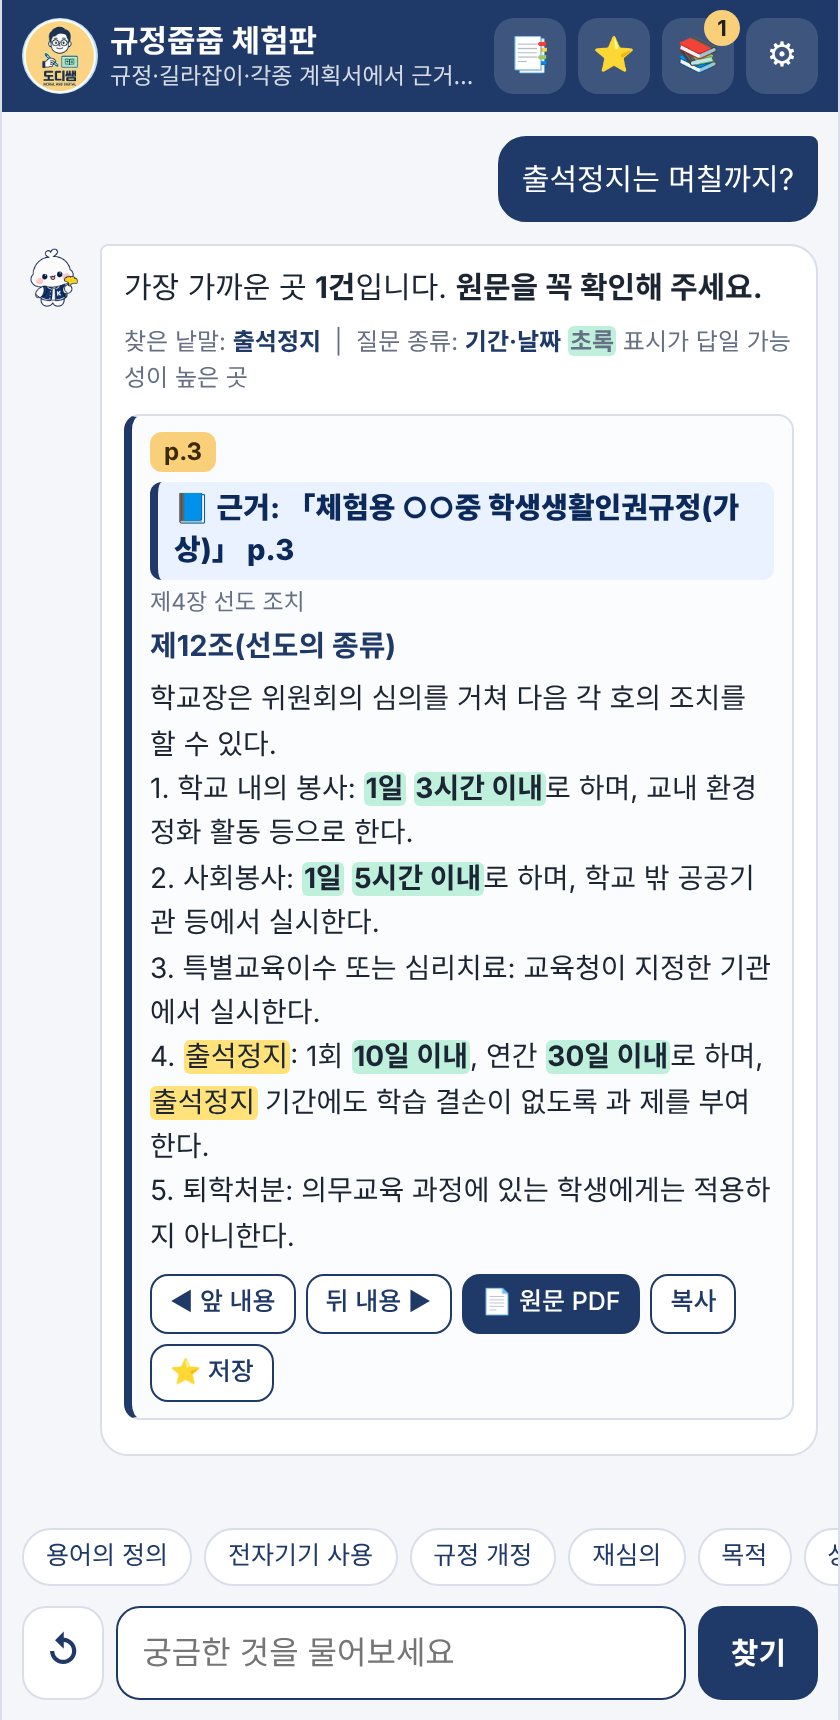 규정줍줍 체험판
규정·길라잡이·각종 계획서에서 근거...
1
도디쌤
출석정지는 며칠까지?
가장 가까운 곳 1건입니다. 원문을 꼭 확인해 주세요.
찾은 낱말: 출석정지 | 질문 종류: 기간·날짜 초록 표시가 답일 가능
성이 높은 곳
p.3
근거: 「체험용 ○○중 학생생활인권규정(가
상)」 p.3
제4장 선도 조치
제12조(선도의 종류)
학교장은 위원회의 심의를 거쳐 다음 각 호의 조치를
할 수 있다.
1. 학교 내의 봉사: 1일 3시간 이내로 하며, 교내 환경
정화 활동 등으로 한다.
2. 사회봉사: 1일 5시간 이내로 하며, 학교 밖 공공기
관 등에서 실시한다.
3. 특별교육이수 또는 심리치료: 교육청이 지정한 기관
에서 실시한다.
4. 출석정지: 1회 10일 이내, 연간 30일 이내로 하며,
출석정지 기간에도 학습 결손이 없도록 과 제를 부여
한다.
5. 퇴학처분: 의무교육 과정에 있는 학생에게는 적용하
지 아니한다.
◀ 앞 내용 뒤 내용 ▶ 원문 PDF 복사
저장
용어의 정의 전자기기 사용 규정 개정 재심의 목적
궁금한 것을 물어보세요 찾기